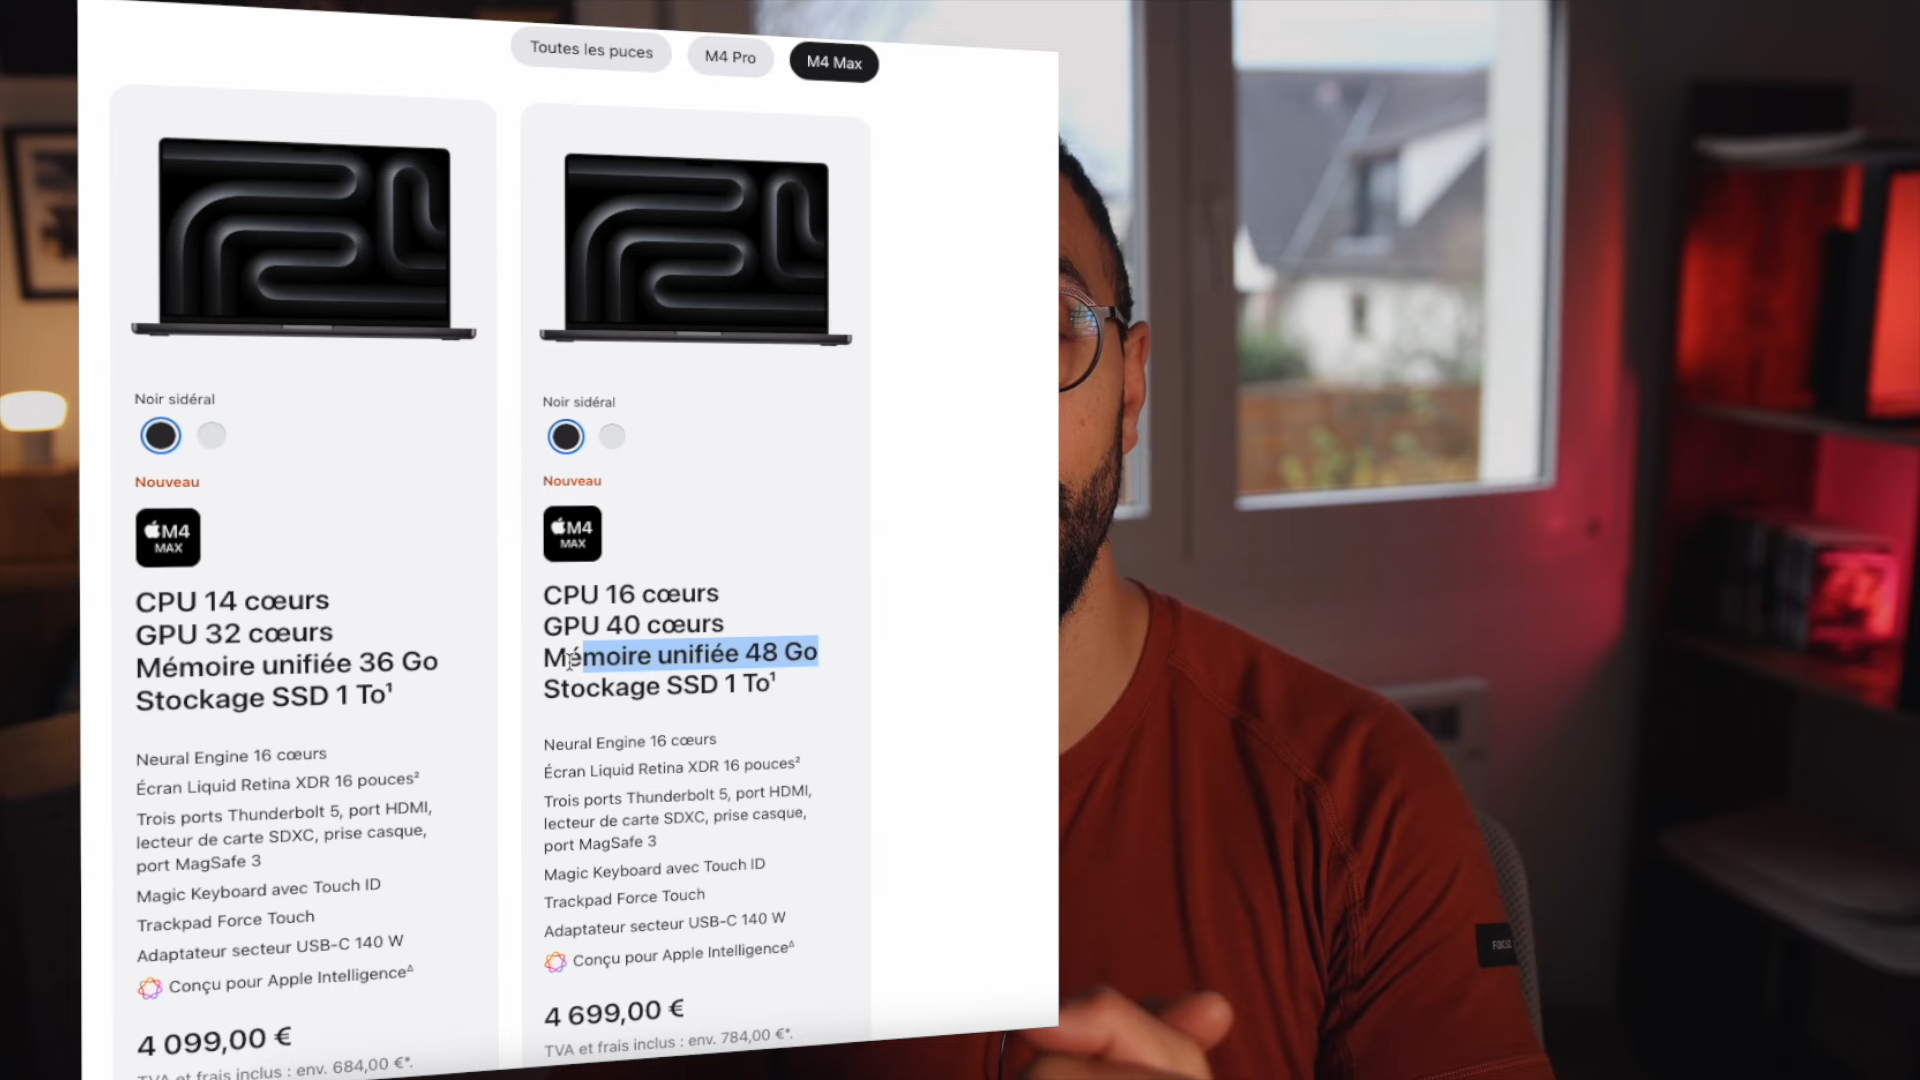 Toutes les puces
M4 Pro
M4 Max
Noir sidéral
Nouveau
M4
MAX
CPU 14 cœurs
GPU 32 cœurs
Mémoire unifiée 36 Go
Stockage SSD 1 To¹
Neural Engine 16 cœurs
Écran Liquid Retina XDR 16 pouces²
Trois ports Thunderbolt 5, port HDMI,
lecteur de carte SDXC, prise casque,
port MagSafe 3
Magic Keyboard avec Touch ID
Trackpad Force Touch
Adaptateur secteur USB-C 140 W
Conçu pour Apple Intelligence∆
4 099,00 €
TVA et frais inclus : env. 684,00 €*.
Noir sidéral
Nouveau
M4
MAX
CPU 16 cœurs
GPU 40 cœurs
Mémoire unifiée 48 Go
Stockage SSD 1 To¹
Neural Engine 16 cœurs
Écran Liquid Retina XDR 16 pouces²
Trois ports Thunderbolt 5, port HDMI,
lecteur de carte SDXC, prise casque,
port MagSafe 3
Magic Keyboard avec Touch ID
Trackpad Force Touch
Adaptateur secteur USB-C 140 W
Conçu pour Apple Intelligence∆
4 699,00 €
TVA et frais inclus : env. 784,00 €*.